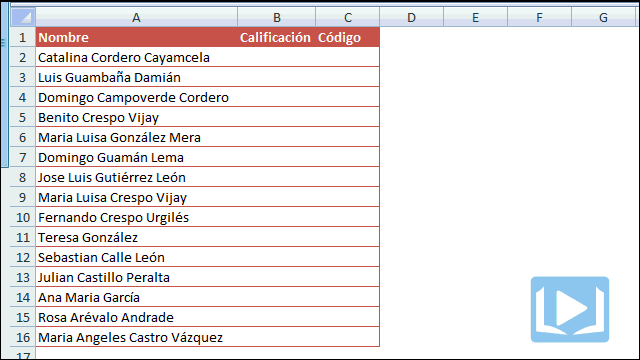 A B C D E F G
1 Nombre Calificación Código
2 Catalina Cordero Cayamcela
3 Luis Guambaña Damián
4 Domingo Campoverde Cordero
5 Benito Crespo Vijay
6 Maria Luisa González Mera
7 Domingo Guamán Lema
8 Jose Luis Gutiérrez León
9 Maria Luisa Crespo Vijay
10 Fernando Crespo Urgilés
11 Teresa González
12 Sebastian Calle León
13 Julian Castillo Peralta
14 Ana Maria García
15 Rosa Arévalo Andrade
16 Maria Angeles Castro Vázquez
17